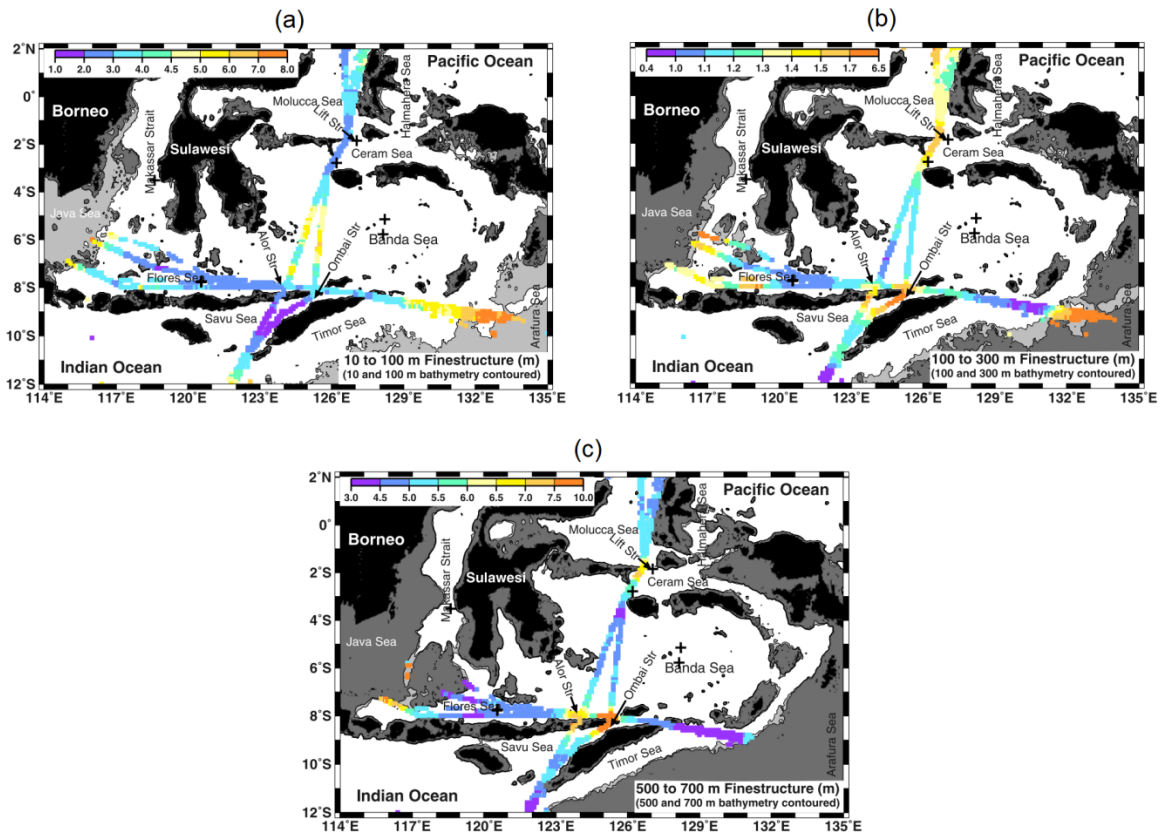 (a)
1.0 2.0 4.0 4.5 5.0 6.0 7.0 8.0
Pacific Ocean
Borneo
Makassar Strait
Sulawesi
Molucca Sea
Lift Str
Halmahera Sea
Ceram Sea
Java Sea
Alor Str
Ombai Str
Banda Sea
Flores Sea
Savu Sea
Timor Sea
Arafura Sea
Indian Ocean
10 to 100 m Finestructure (m)
(10 and 100 m bathymetry contoured)
2˚N
0˚
2˚S
4˚S
6˚S
8˚S
10˚S
12˚S
114˚E 117˚E 120˚E 123˚E 126˚E 129˚E 132˚E 135˚E
(b)
0.4 1.0 1.1 1.2 1.3 1.4 1.5 1.7 6.5
Pacific Ocean
Borneo
Makassar Strait
Sulawesi
Molucca Sea
Lift Str
Halmahera Sea
Ceram Sea
Java Sea
Alor Str
Ombai Str
Banda Sea
Flores Sea
Savu Sea
Timor Sea
Arafura Sea
Indian Ocean
100 to 300 m Finestructure (m)
(100 and 300 m bathymetry contoured)
2˚N
0˚
2˚S
4˚S
6˚S
8˚S
10˚S
12˚S
114˚E 117˚E 120˚E 123˚E 126˚E 129˚E 132˚E 135˚E
(c)
3.0 4.5 5.0 5.5 6.0 6.5 7.0 7.5 10.0
Pacific Ocean
Borneo
Makassar Strait
Sulawesi
Molucca Sea
Lift Str
Halmahera Sea
Ceram Sea
Java Sea
Alor Str
Ombai Str
Banda Sea
Flores Sea
Savu Sea
Timor Sea
Arafura Sea
Indian Ocean
500 to 700 m Finestructure (m)
(500 and 700 m bathymetry contoured)
2˚N
0˚
2˚S
4˚S
6˚S
8˚S
10˚S
12˚S
114˚E 117˚E 120˚E 123˚E 126˚E 129˚E 132˚E 135˚E